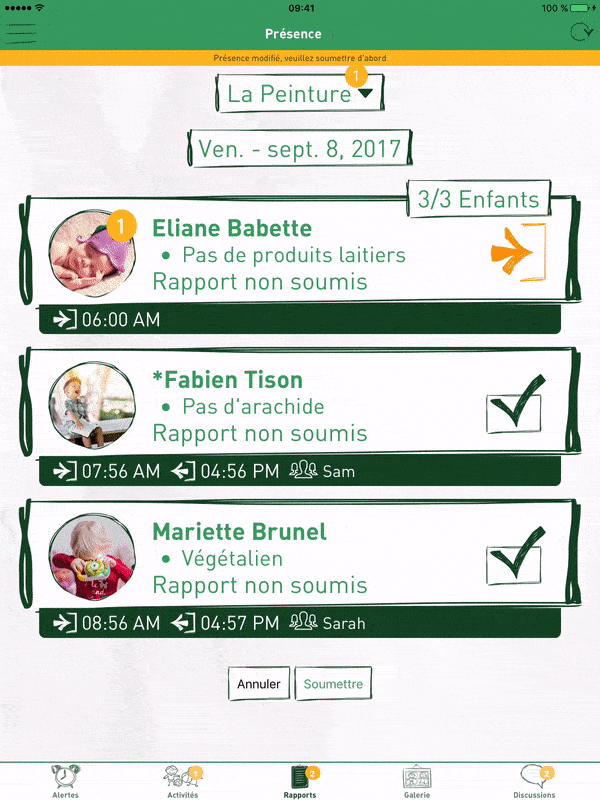 09:41
100 %
Présence
Présence modifié, veuillez soumettre d'abord
1
La Peinture
Ven. - sept. 8, 2017
3/3 Enfants
1
Eliane Babette
• Pas de produits laitiers
Rapport non soumis
06:00 AM
*Fabien Tison
• Pas d'arachide
Rapport non soumis
07:56 AM 04:56 PM Sam
Mariette Brunel
• Végétalien
Rapport non soumis
08:56 AM 04:57 PM Sarah
Annuler Soumettre
1 2 2
Alertes Activités Rapports Galerie Discussions